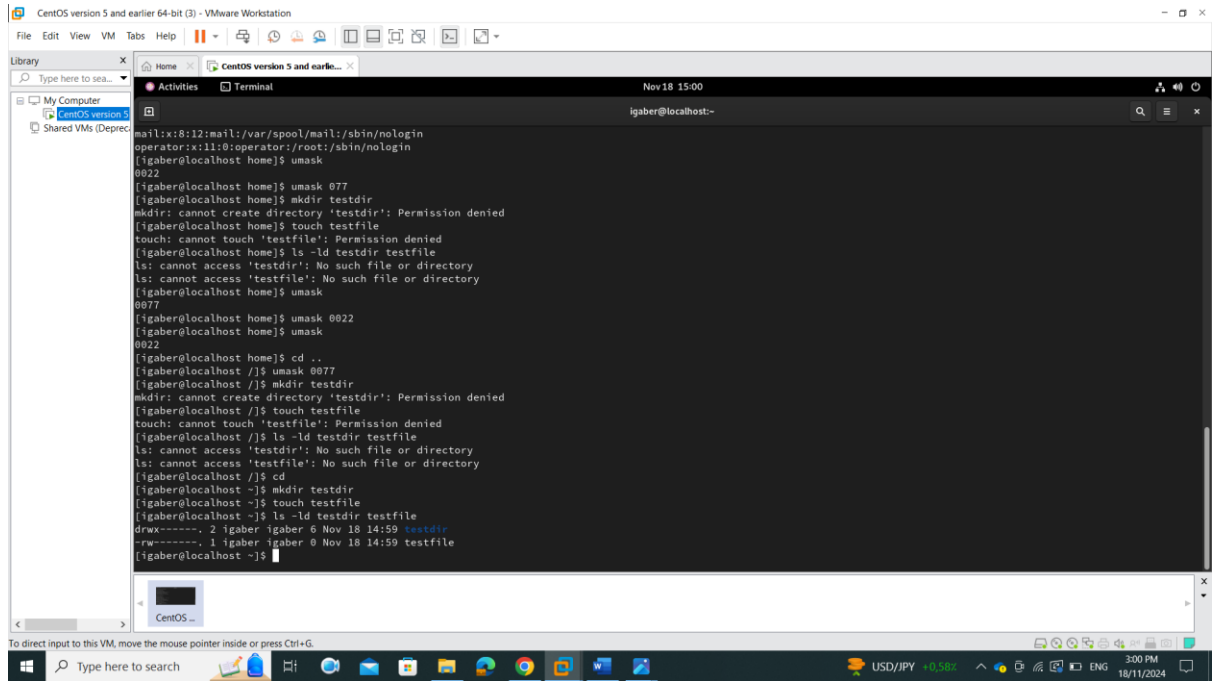 CentOS version 5 and earlier 64-bit (3) - VMware Workstation
File Edit View VM Tabs Help
Library x
Home
CentOS version 5 and earlie...
Type here to sea...
My Computer
CentOS version 5
Shared VMs (Depreca
Activities Terminal Nov 18 15:00
igaber@localhost:~
mail:x:8:12:mail:/var/spool/mail:/sbin/nologin
operator:x:11:0:operator:/root:/sbin/nologin
[igaber@localhost home]$ umask
0022
[igaber@localhost home]$ umask 077
[igaber@localhost home]$ mkdir testdir
mkdir: cannot create directory ‘testdir’: Permission denied
[igaber@localhost home]$ touch testfile
touch: cannot touch 'testfile': Permission denied
[igaber@localhost home]$ ls -ld testdir testfile
ls: cannot access 'testdir': No such file or directory
ls: cannot access 'testfile': No such file or directory
[igaber@localhost home]$ umask
0077
[igaber@localhost home]$ umask 0022
[igaber@localhost home]$ umask
0022
[igaber@localhost home]$ cd ..
[igaber@localhost /]$ umask 0077
[igaber@localhost /]$ mkdir testdir
mkdir: cannot create directory ‘testdir’: Permission denied
[igaber@localhost /]$ touch testfile
touch: cannot touch 'testfile': Permission denied
[igaber@localhost /]$ ls -ld testdir testfile
ls: cannot access 'testdir': No such file or directory
ls: cannot access 'testfile': No such file or directory
[igaber@localhost /]$ cd
[igaber@localhost ~]$ mkdir testdir
[igaber@localhost ~]$ touch testfile
[igaber@localhost ~]$ ls -ld testdir testfile
drwx------. 2 igaber igaber 6 Nov 18 14:59 testdir
-rw-------. 1 igaber igaber 0 Nov 18 14:59 testfile
[igaber@localhost ~]$
CentOS ...
To direct input to this VM, move the mouse pointer inside or press Ctrl+G.
Type here to search
USD/JPY +0,58%
ENG
3:00 PM
18/11/2024